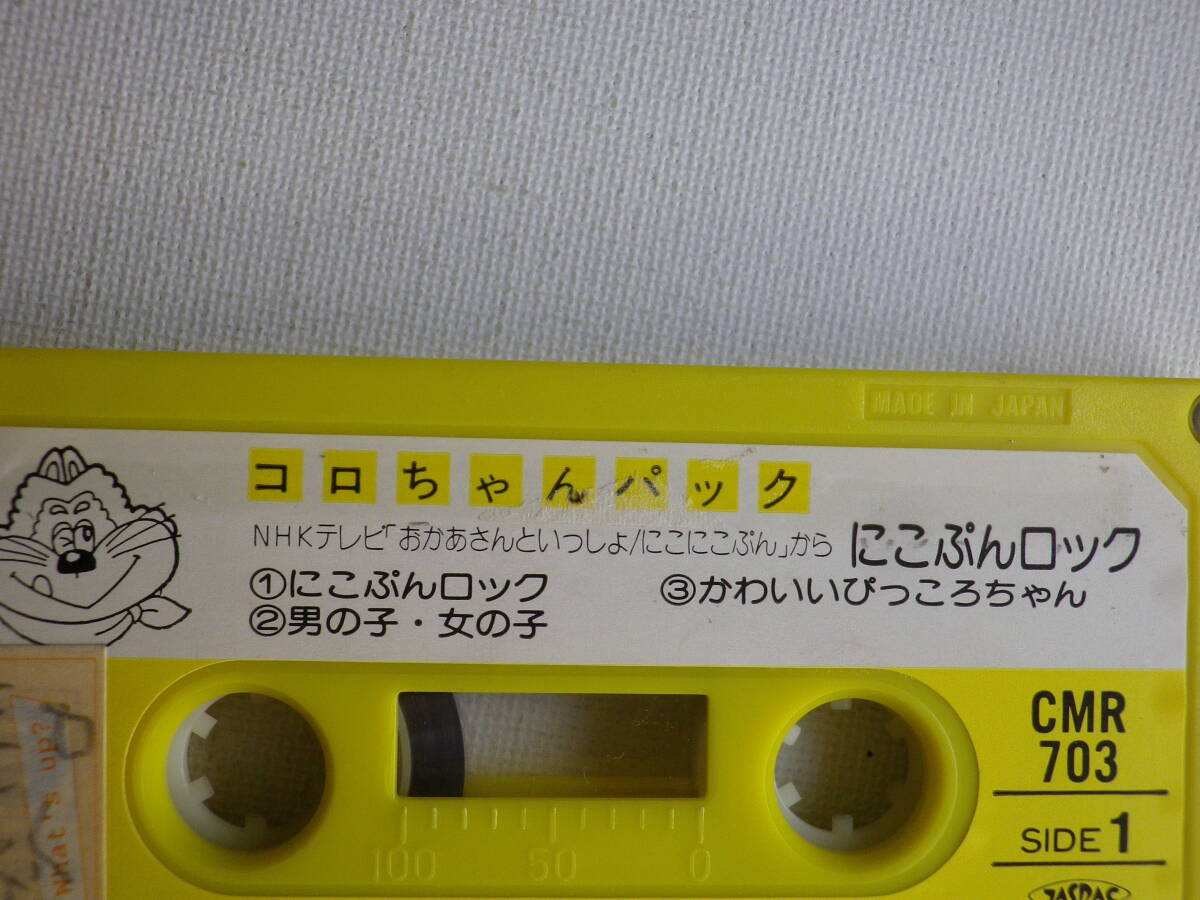 MADE IN JAPAN
コロちゃんパック
NHKテレビ「おかあさんといっしょ/にこにこぷん」から にこぷんロック
①にこぷんロック ③かわいいぴっころちゃん
②男の子・女の子
What's up?
CMR
703
SIDE 1
100 50 0
JASRAC